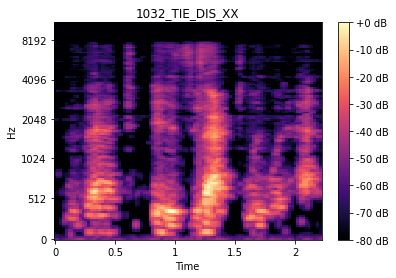 1032_TIE_DIS_XX
+0 dB
8192
-10 dB
4096
-20 dB
-30 dB
2048
Hz
-40 dB
1024
-50 dB
512
-60 dB
-70 dB
0
-80 dB
0
0.5
1
1.5
2
Time